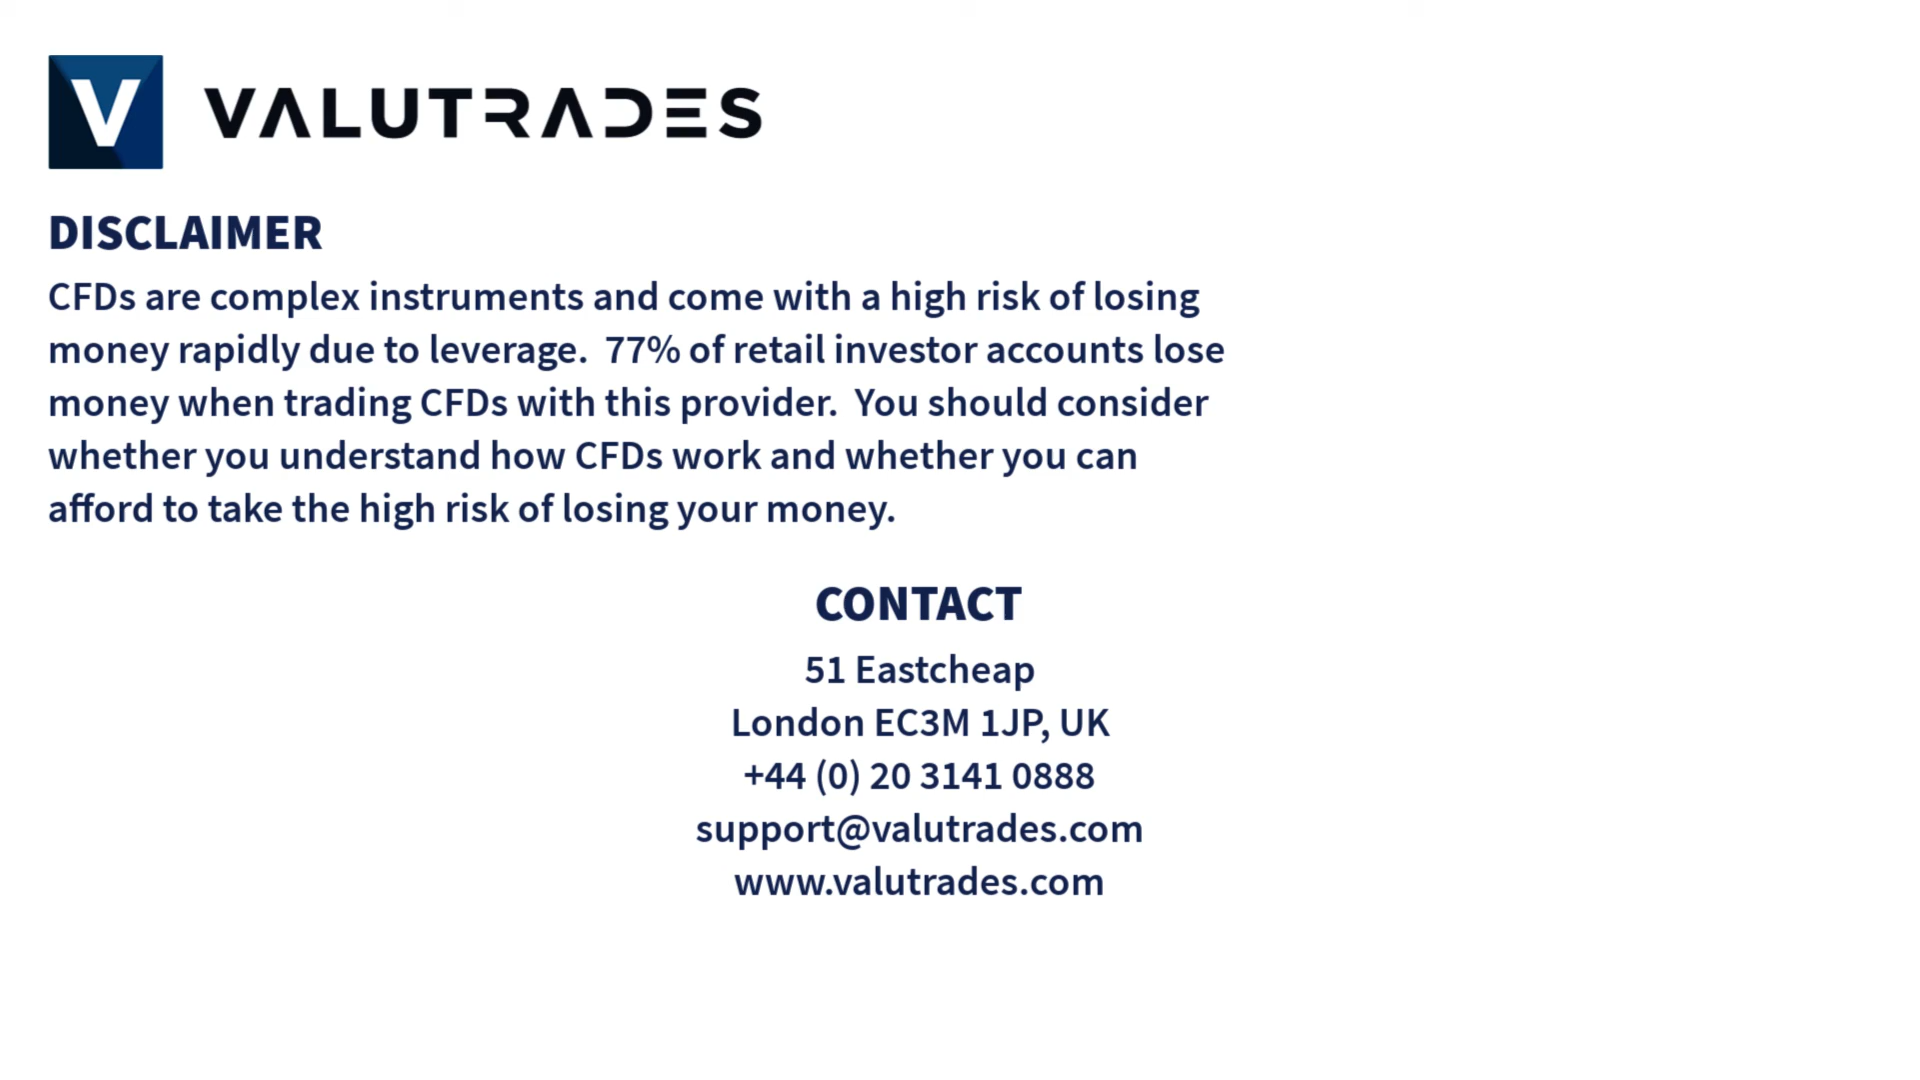 V VALUTRADES
DISCLAIMER
CFDs are complex instruments and come with a high risk of losing
money rapidly due to leverage.  77% of retail investor accounts lose
money when trading CFDs with this provider.  You should consider
whether you understand how CFDs work and whether you can
afford to take the high risk of losing your money.
CONTACT
51 Eastcheap
London EC3M 1JP, UK
+44 (0) 20 3141 0888
support@valutrades.com
www.valutrades.com